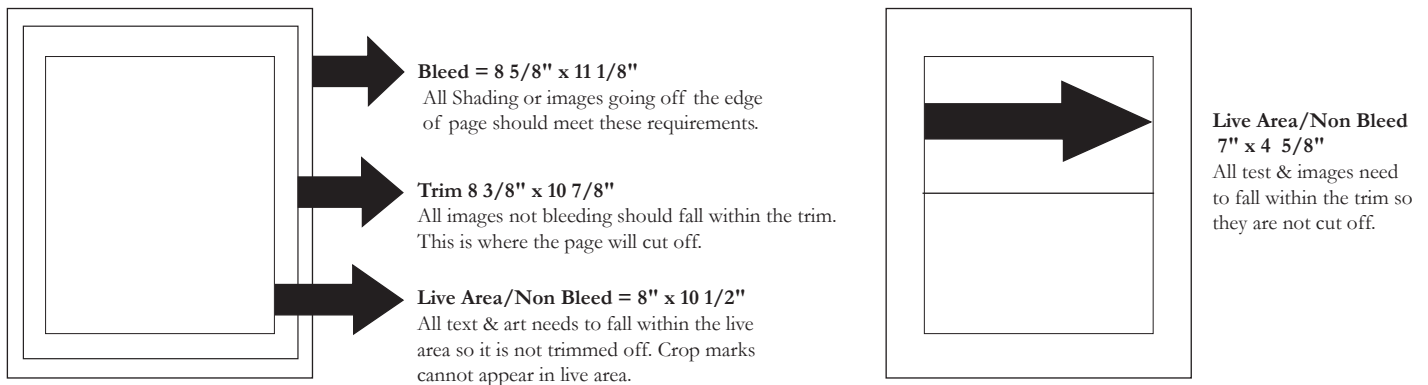 Bleed = 8 5/8" x 11 1/8"
All Shading or images going off the edge
of page should meet these requirements.
Trim 8 3/8" x 10 7/8"
All images not bleeding should fall within the trim.
This is where the page will cut off.
Live Area/Non Bleed = 8" x 10 1/2"
All text & art needs to fall within the live
area so it is not trimmed off. Crop marks
cannot appear in live area.
Live Area/Non Bleed
7" x 4 5/8"
All test & images need
to fall within the trim so
they are not cut off.